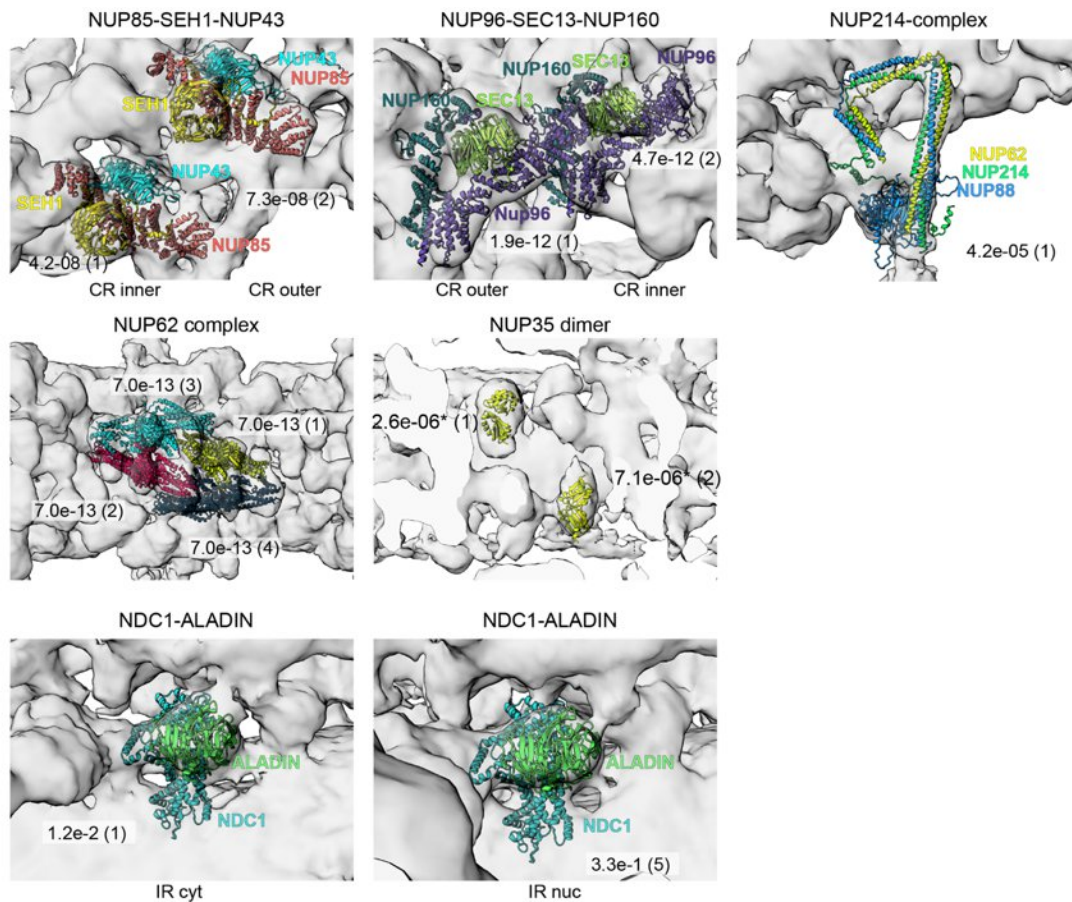 NUP85-SEH1-NUP43
NUP43
NUP85
SEH1
NUP43
7.3e-08 (2)
SEH1
NUP85
4.2-08 (1)
CR inner
CR outer
NUP96-SEC13-NUP160
SEC13
NUP96
NUP160
NUP160
SEC13
4.7e-12 (2)
Nup96
1.9e-12 (1)
CR outer
CR inner
NUP214-complex
NUP62
NUP214
NUP88
4.2e-05 (1)
NUP62 complex
7.0e-13 (3)
7.0e-13 (1)
7.0e-13 (2)
7.0e-13 (4)
NUP35 dimer
2.6e-06* (1)
7.1e-06* (2)
NDC1-ALADIN
ALADIN
NDC1
1.2e-2 (1)
IR cyt
NDC1-ALADIN
ALADIN
NDC1
3.3e-1 (5)
IR nuc